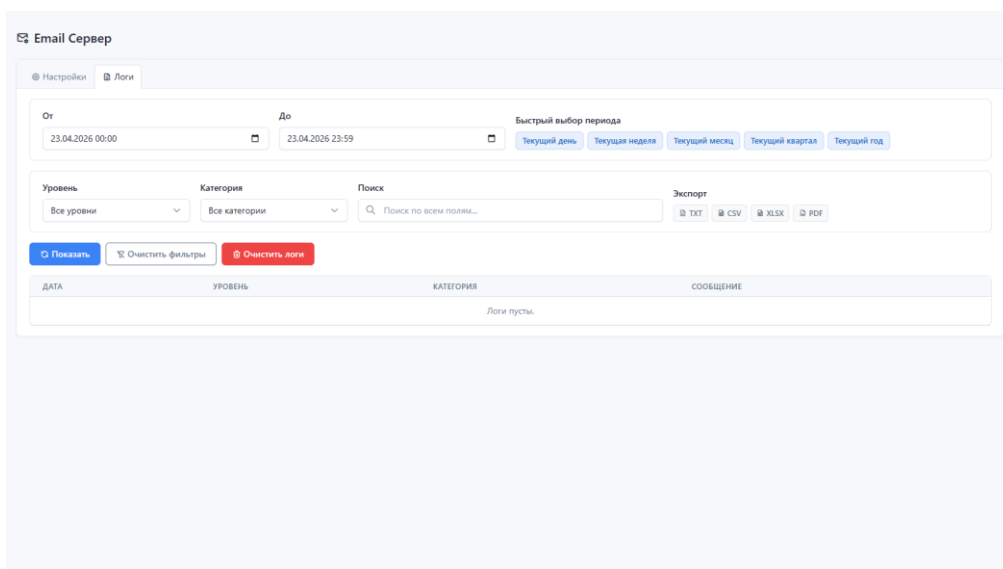 Email Сервер
Настройки Логи
От До Быстрый выбор периода
23.04.2026 00:00 23.04.2026 23:59 Текущий день Текущая неделя Текущий месяц Текущий квартал Текущий год
Уровень Категория Поиск Экспорт
Все уровни Все категории Поиск по всем полям... TXT CSV XLSX PDF
Показать Очистить фильтры Очистить логи
ДАТА УРОВЕНЬ КАТЕГОРИЯ СООБЩЕНИЕ
Логи пусты.